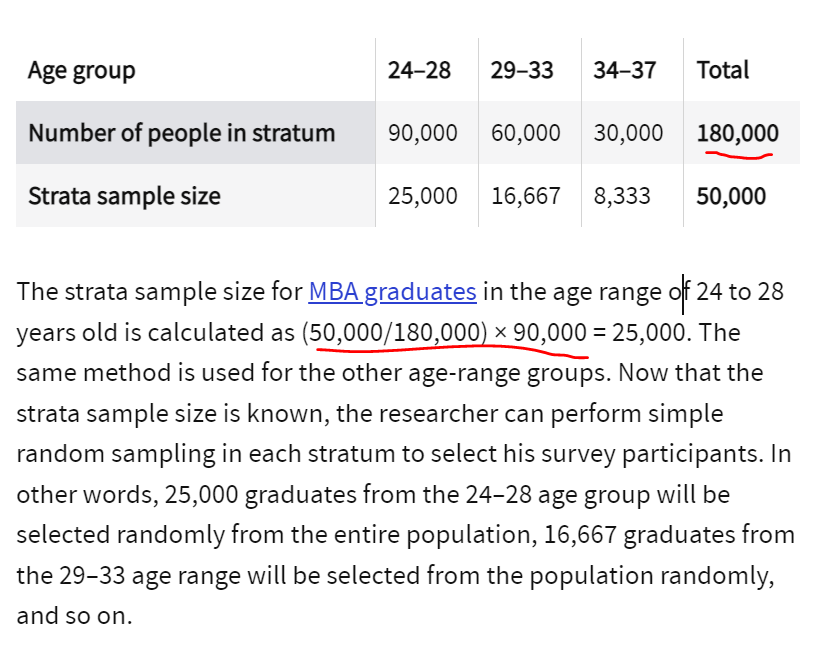 Age group 24–28 29–33 34–37 Total
Number of people in stratum 90,000 60,000 30,000 180,000
Strata sample size 25,000 16,667 8,333 50,000
The strata sample size for MBA graduates in the age range of 24 to 28
years old is calculated as (50,000/180,000) × 90,000 = 25,000. The
same method is used for the other age-range groups. Now that the
strata sample size is known, the researcher can perform simple
random sampling in each stratum to select his survey participants. In
other words, 25,000 graduates from the 24–28 age group will be
selected randomly from the entire population, 16,667 graduates from
the 29–33 age range will be selected from the population randomly,
and so on.